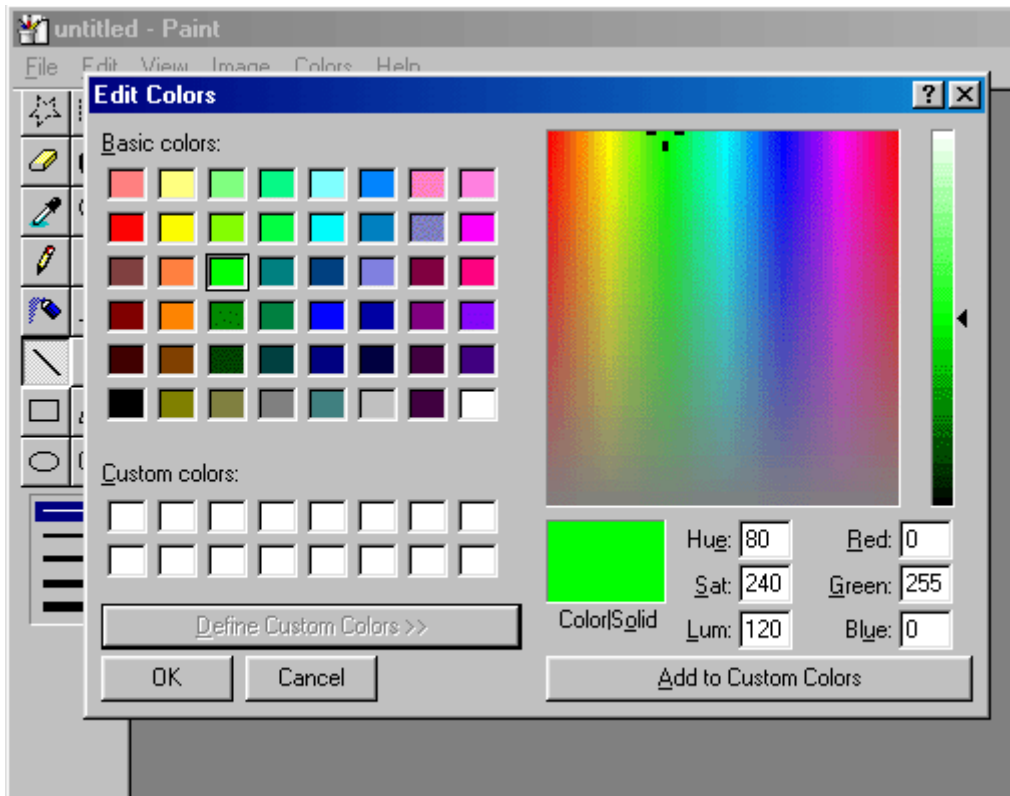 untitled - Paint
File Edit View Image Colors Help
Edit Colors
Basic colors:
Custom colors:
Define Custom Colors >>
OK Cancel
Color|Solid
Hue: 80 Red: 0
Sat: 240 Green: 255
Lum: 120 Blue: 0
Add to Custom Colors